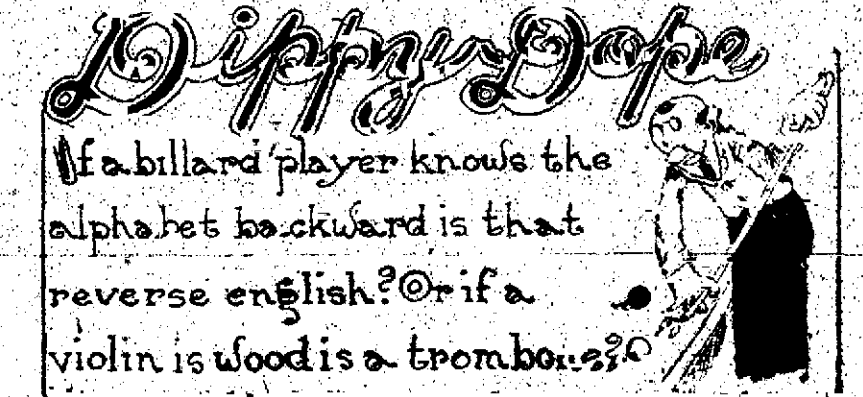 Dippy Dope
If a billard player knows the
alphabet backward is that
reverse english? Or if a
violin is wood is a trombone?